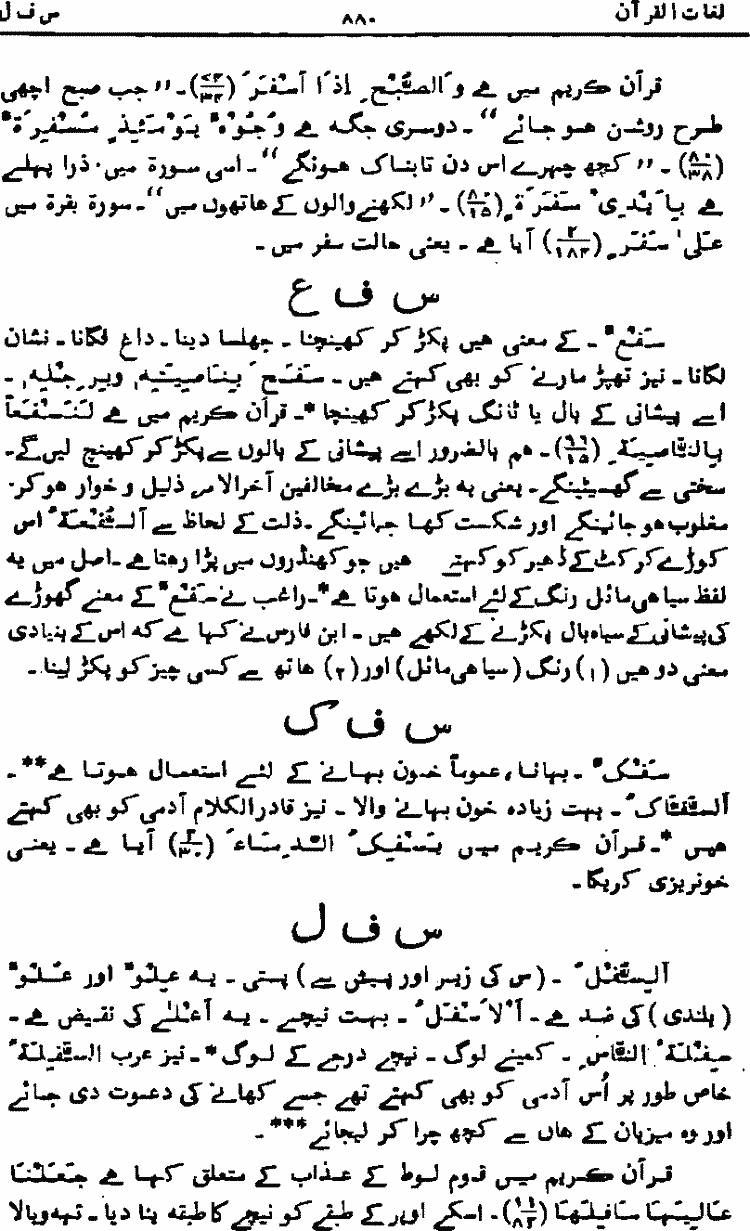 لغات القرآن ۸۸۰ س ف ل
قرآن کریم میں ہے وَالصُّبْحِ اِذَا اَسْفَرَ (۷۴/۳۴)۔ ’’جب صبح اچھی
طرح روشن ہو جائے‘‘۔ دوسری جگہ ہے وُجُوْہٌ یَّوْمَئِذٍ مُّسْفِرَۃٌ
(۸۰/۳۸)۔ ’’کچھ چہرے اس دن تابناک ہونگے‘‘۔ اسی سورۃ میں، ذرا پہلے
ہے بِاَیْدِیْ سَفَرَۃٍ (۸۰/۱۵)۔ ’’لکھنے والوں کے ہاتھوں میں‘‘۔ سورۃ بقرۃ میں
عَلٰی سَفَرٍ (۲/۱۸۴) آیا ہے۔ یعنی حالت سفر میں۔
س ف ع
سَفْعٌ۔ کے معنی ہیں پکڑ کر کھینچنا۔ جھلسا دینا۔ داغ لگانا۔ نشان
لگانا۔ نیز تھپڑ مارنے کو بھی کہتے ہیں۔ سَفَعَ بِنَاصِیَتِہٖ وَبِرِجْلِہٖ۔
اسے پیشانی کے بال یا ٹانگ پکڑ کر کھینچا*۔ قرآن کریم میں ہے لَنَسْفَعًا
بِالنَّاصِیَۃِ (۹۶/۱۵)۔ ہم بالضرور اسے پیشانی کے بالوں سے پکڑ کر کھینچ لیں گے۔
سختی سے گھسیٹینگے۔ یعنی یہ بڑے بڑے مخالفین آخرالامر ذلیل و خوار ہو کر،
مغلوب ہو جائینگے اور شکست کھا جائینگے۔ ذلت کے لحاظ سے اَلسُّفْعَۃُ اس
کوڑے کرکٹ کے ڈھیر کو کہتے ہیں جو کھنڈروں میں پڑا رہتا ہے۔ اصل میں یہ
لفظ سیاہی مائل رنگ کے لئے استعمال ہوتا ہے*۔ راغب نے سَفْعٌ کے معنے گھوڑے
کی پیشانی کے سیاہ بال پکڑنے کے لکھے ہیں۔ ابن فارس نے کہا ہے کہ اس کے بنیادی
معنی دو ہیں (۱) رنگ (سیاہی مائل) اور (۲) ہاتھ سے کسی چیز کو پکڑ لینا۔
س ف ک
سَفْکٌ۔ بہانا، عموماً خون بہانے کے لئے استعمال ہوتا ہے**۔
اَلسَّفَّاکُ۔ بہت زیادہ خون بہانے والا۔ نیز قادرالکلام آدمی کو بھی کہتے
ہیں*۔ قرآن کریم میں یَسْفِکُ الدِّمَاءَ (۲/۳۰) آیا ہے۔ یعنی
خونریزی کریگا۔
س ف ل
اَلسِّفْلُ۔ (س کی زیر اور پیش سے) پستی۔ یہ عِلْوٌ اور عُلْوٌ
(بلندی) کی ضد ہے۔ اَلْاَسْفَلُ۔ بہت نیچے۔ یہ اَعْلٰے کی نقیض ہے۔
سِفْلَۃُ النَّاسِ۔ کمینے لوگ۔ نیچے درجے کے لوگ*۔ نیز عرب السَّفِیْلَۃُ
خاص طور پر اُس آدمی کو بھی کہتے تھے جسے کھانے کی دعوت دی جائے
اور وہ میزبان کے ہاں سے کچھ چرا کر لیجائے***۔
قرآن کریم میں قوم لوط کے عذاب کے متعلق کہا ہے جَعَلْنَا
عَالِیَہَا سَافِلَہَا (۱۱/۸۲)۔ اسکے اوپر کے طبقے کو نیچے کا طبقہ بنا دیا۔ تہہ و بالا